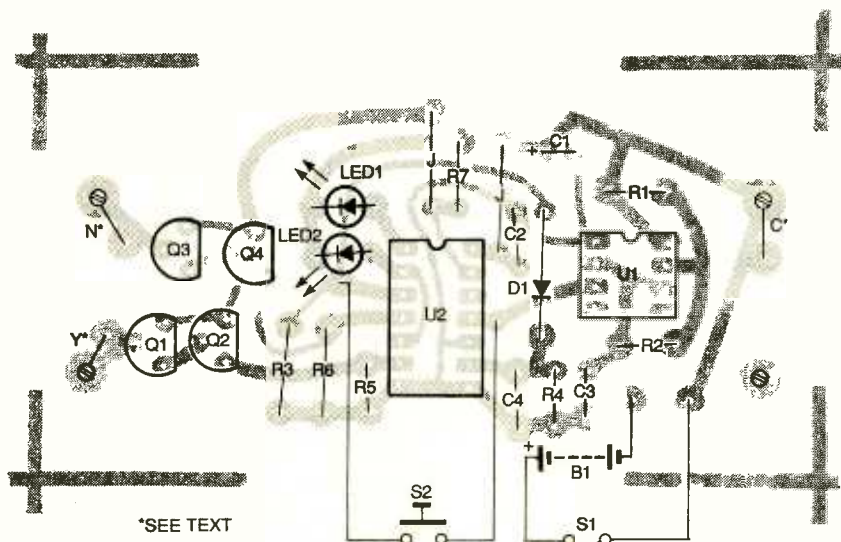 LED1
J
R7
J
+
C1
R1
N*
Q3
Q4
LED2
C2
C*
U1
D1
U2
Y*
Q1
Q2
R2
R3
R6
R5
C4
R4
C3
+
B1
S2
S1
*SEE TEXT